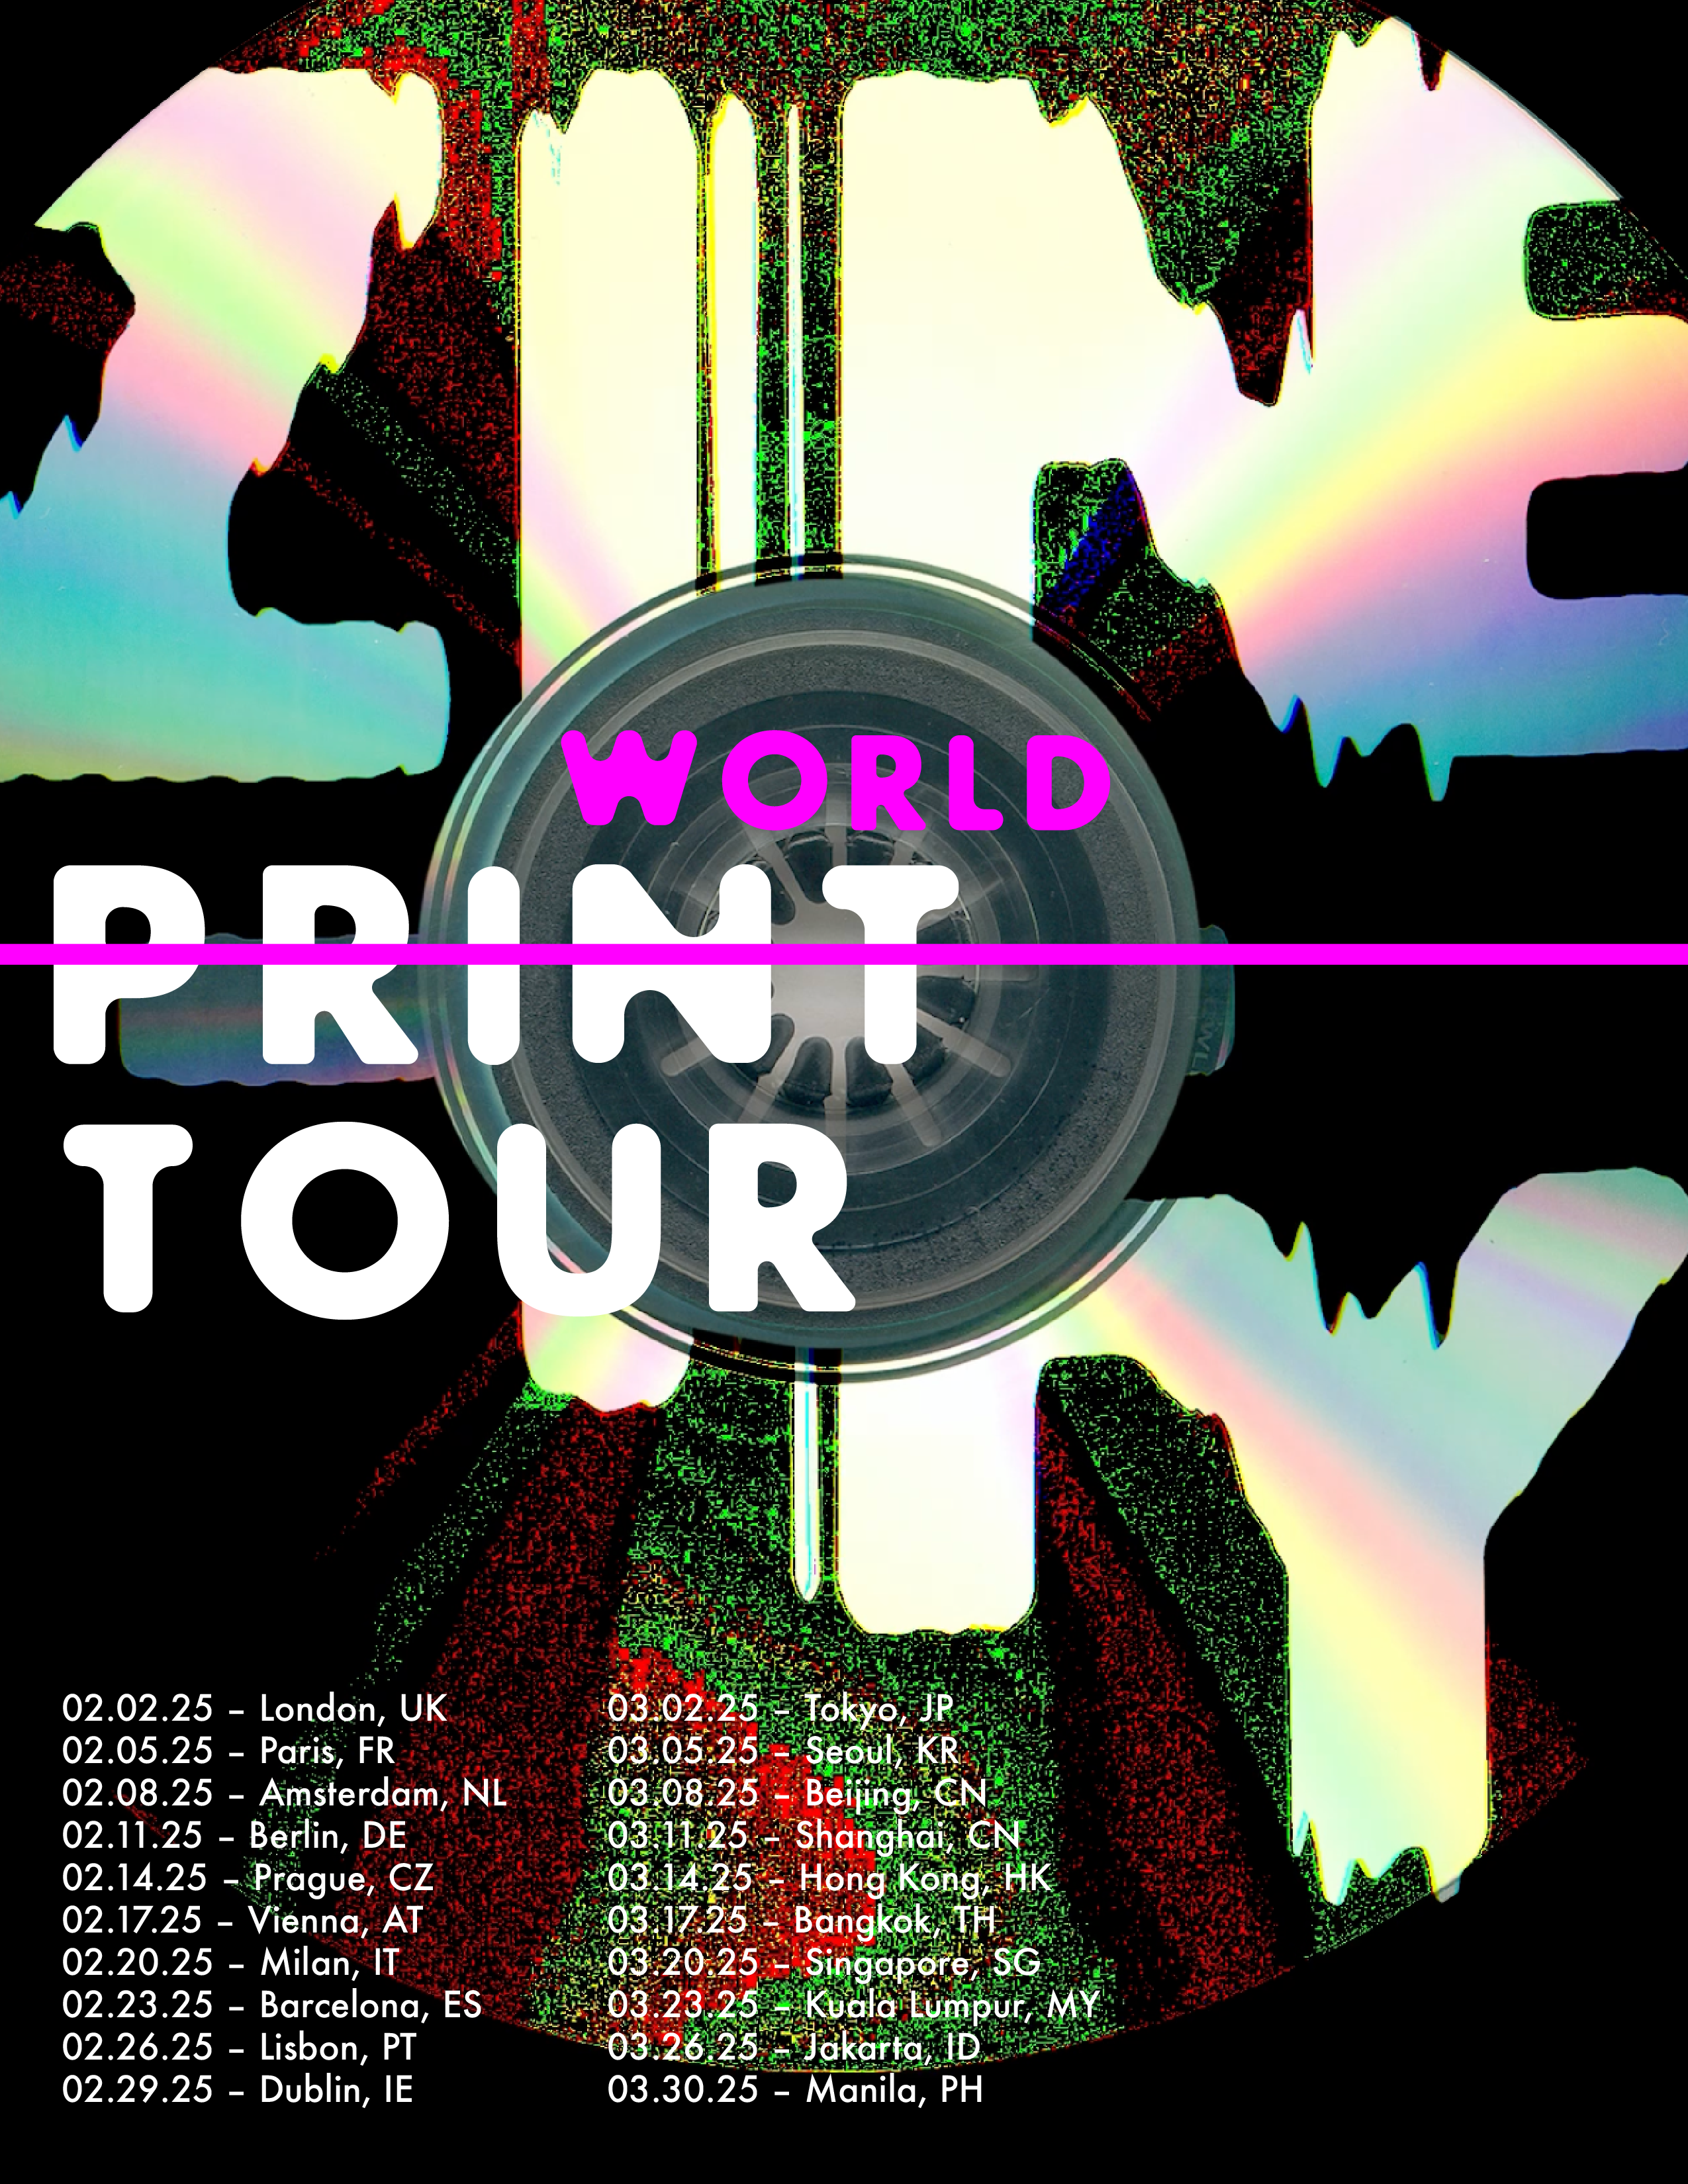 WORLD
PRINT
TOUR
02.02.25 – London, UK
02.05.25 – Paris, FR
02.08.25 – Amsterdam, NL
02.11.25 – Berlin, DE
02.14.25 – Prague, CZ
02.17.25 – Vienna, AT
02.20.25 – Milan, IT
02.23.25 – Barcelona, ES
02.26.25 – Lisbon, PT
02.29.25 – Dublin, IE
03.02.25 – Tokyo, JP
03.05.25 – Seoul, KR
03.08.25 – Beijing, CN
03.11.25 – Shanghai, CN
03.14.25 – Hong Kong, HK
03.17.25 – Bangkok, TH
03.20.25 – Singapore, SG
03.23.25 – Kuala Lumpur, MY
03.26.25 – Jakarta, ID
03.30.25 – Manila, PH